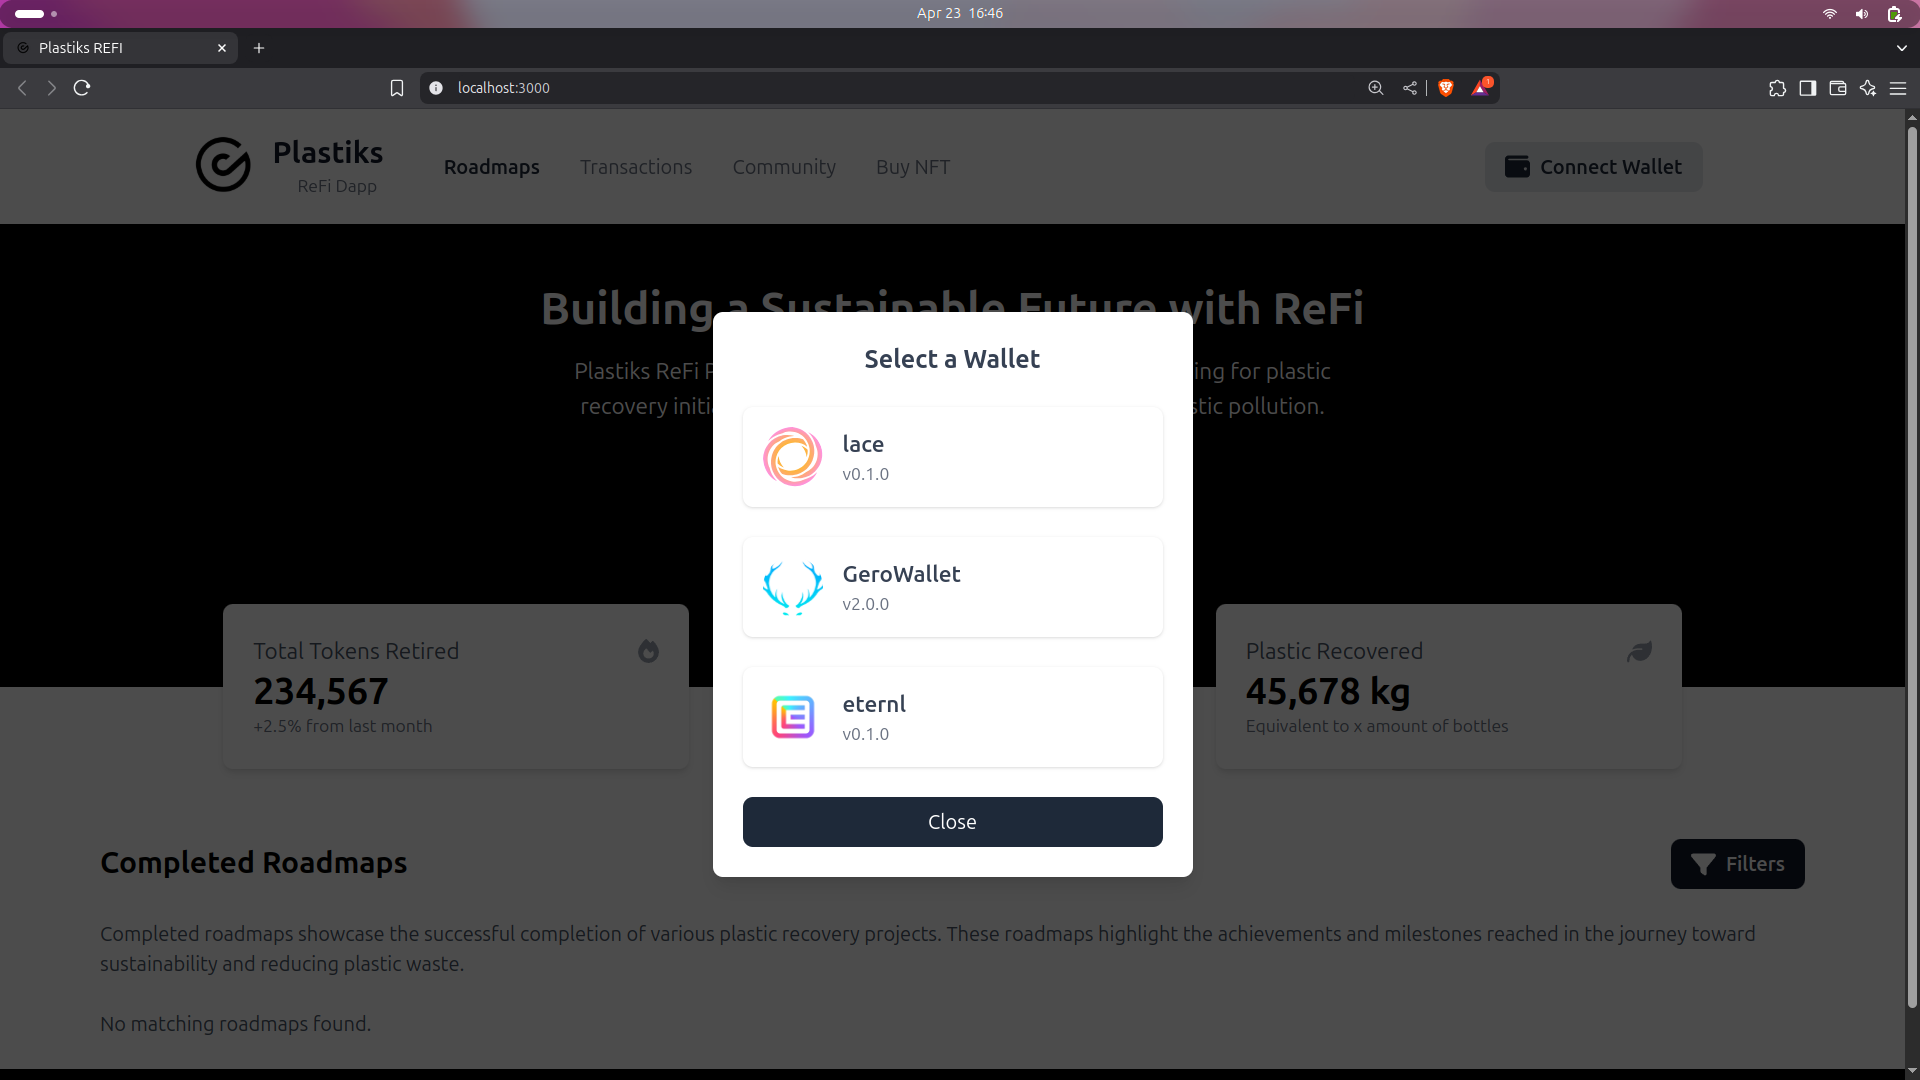 Apr 23 16:46
Plastiks REFI
localhost:3000
1
Plastiks
ReFi Dapp
Roadmaps
Transactions
Community
Buy NFT
Connect Wallet
Building a Sustainable Future with ReFi
Plastiks ReFi
ing for plastic
recovery
stic pollution.
Select a Wallet
lace
v0.1.0
GeroWallet
v2.0.0
eternl
v0.1.0
Close
Total Tokens Retired
234,567
+2.5% from last month
Plastic Recovered
45,678 kg
Equivalent to x amount of bottles
Completed Roadmaps
Filters
Completed roadmaps showcase the successful completion of various plastic recovery projects. These roadmaps highlight the achievements and milestones reached in the journey toward
sustainability and reducing plastic waste.
No matching roadmaps found.